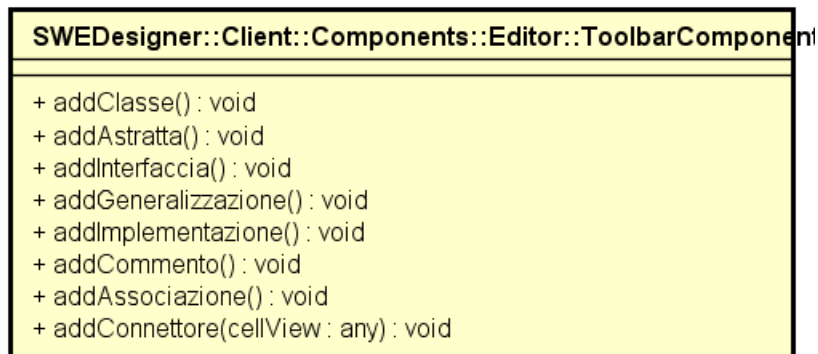 SWEDesigner::Client::Components::Editor::ToolbarComponent
+ addClasse() : void
+ addAstratta() : void
+ addInterfaccia() : void
+ addGeneralizzazione() : void
+ addImplementazione() : void
+ addCommento() : void
+ addAssociazione() : void
+ addConnettore(cellView : any) : void